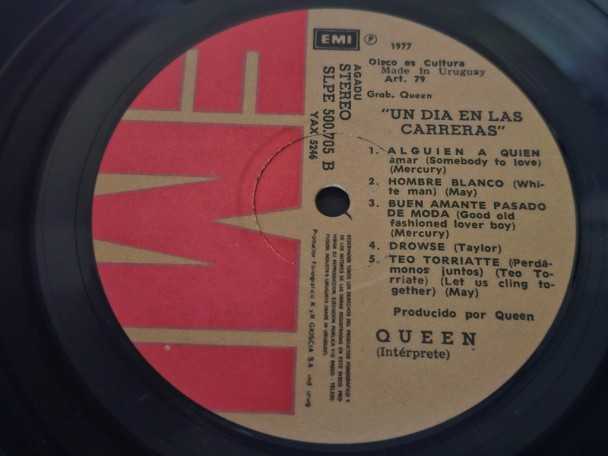 EMI Ⓟ 1977
Disco es Cultura
Made in Uruguay
Art. 79
Grab. Queen
"UN DIA EN LAS
CARRERAS"
1. ALGUIEN A QUIEN
amar (Somebody to love)
(Mercury)
2. HOMBRE BLANCO (Whi-
te man) (May)
3. BUEN AMANTE PASADO
DE MODA (Good old
fashioned lover boy)
(Mercury)
4. DROWSE (Taylor)
5. TEO TORRIATTE (Perdá-
monos juntos) (Teo To-
rriate) (Let us cling to-
gether) (May)
Producido por Queen
QUEEN
(Intérprete)
AGADU
STEREO
SLPE 500.705 B
YAX 5246
EMI